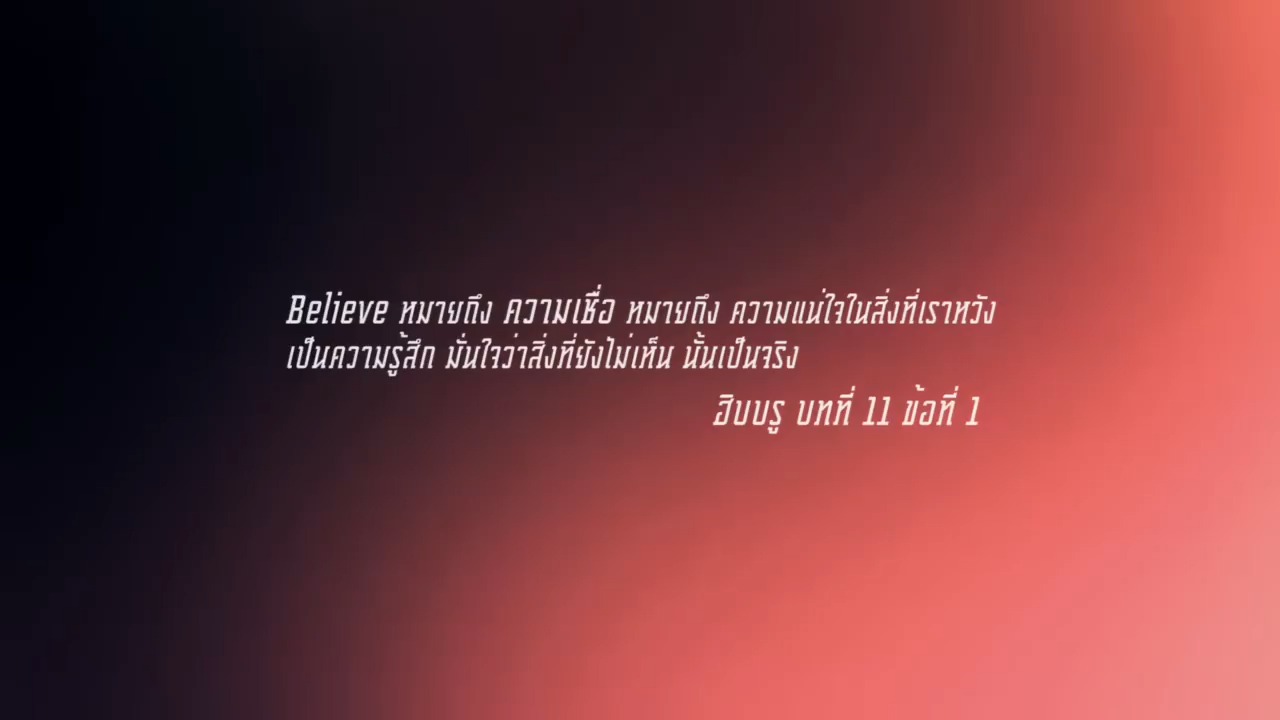 Believe หมายถึง ความเชื่อ หมายถึง ความแน่ใจในสิ่งที่เราหวัง
เป็นความรู้สึก มั่นใจว่าสิ่งที่ยังไม่เห็น นั้นเป็นจริง
ฮิบบรู บทที่ 11 ข้อที่ 1